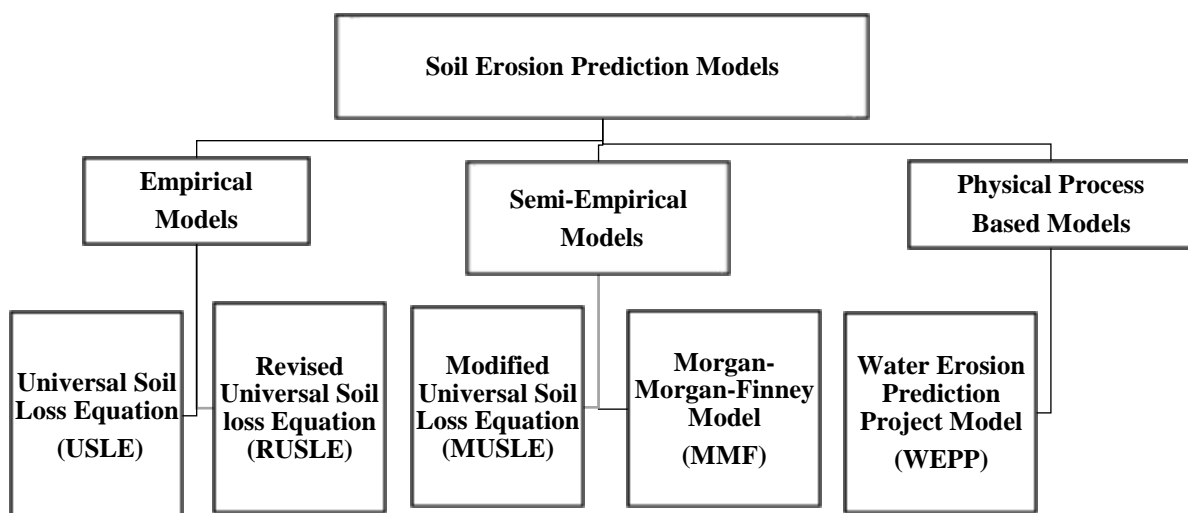 Soil Erosion Prediction Models
Empirical
Models
Semi-Empirical
Models
Physical Process
Based Models
Universal Soil
Loss Equation
(USLE)
Revised
Universal Soil
loss Equation
(RUSLE)
Modified
Universal Soil
Loss Equation
(MUSLE)
Morgan-
Morgan-Finney
Model
(MMF)
Water Erosion
Prediction
Project Model
(WEPP)